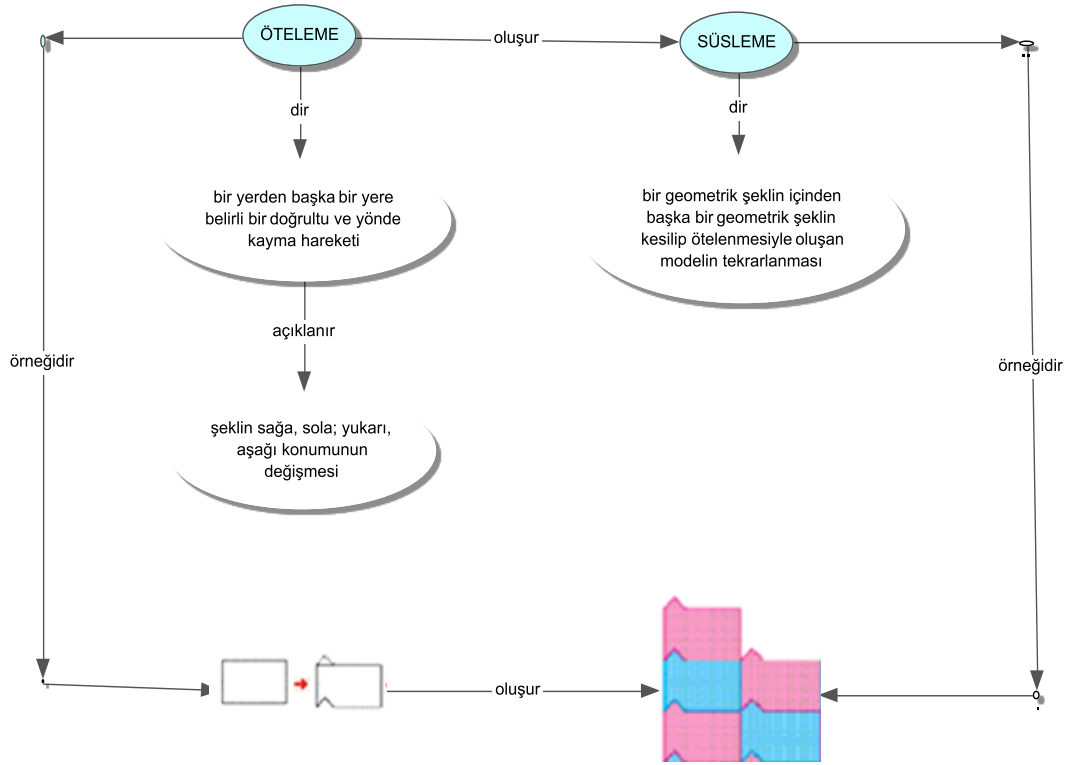 ÖTELEME
oluşur
SÜSLEME
dir
dir
bir yerden başka bir yere
belirli bir doğrultu ve yönde
kayma hareketi
bir geometrik şeklin içinden
başka bir geometrik şeklin
kesilip ötelenmesiyle oluşan
modelin tekrarlanması
açıklanır
örneğidir
örneğidir
şeklin sağa, sola; yukarı,
aşağı konumunun
değişmesi
oluşur